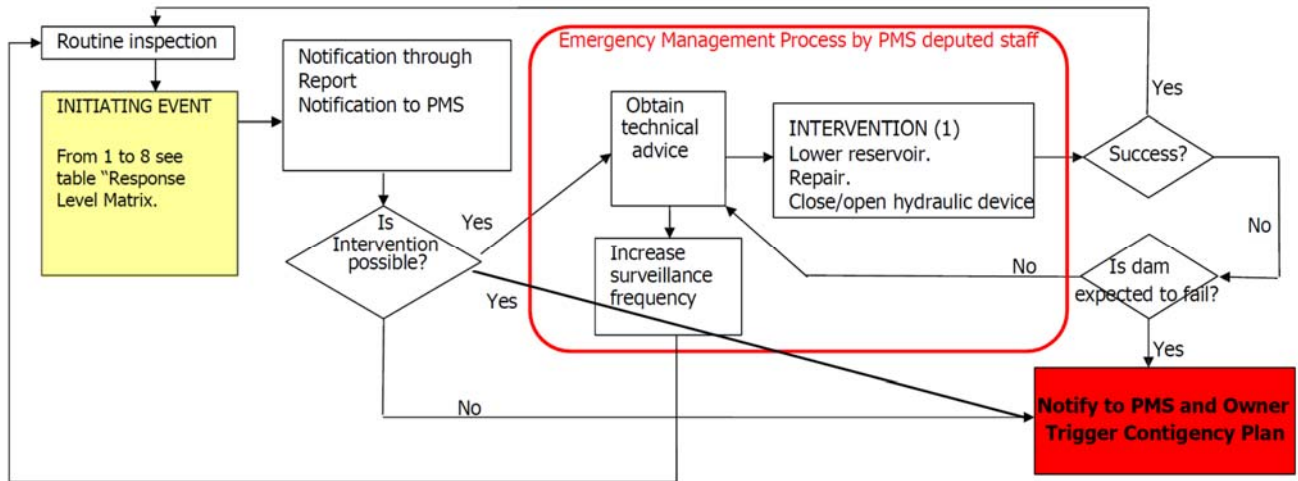 Routine inspection
INITIATING EVENT
From 1 to 8 see
table “Response
Level Matrix.
Notification through
Report
Notification to PMS
Is
Intervention
possible?
Yes
Yes
No
Emergency Management Process by PMS deputed staff
Obtain
technical
advice
Increase
surveillance
frequency
INTERVENTION (1)
Lower reservoir.
Repair.
Close/open hydraulic device
Yes
Success?
No
Is dam
expected to fail?
No
Yes
Notify to PMS and Owner
Trigger Contigency Plan